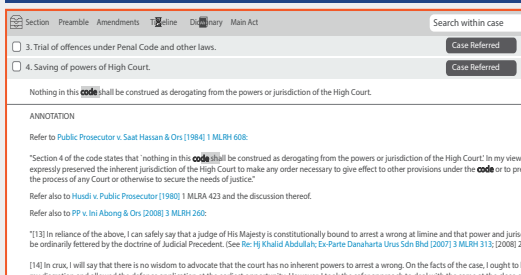 Section Preamble Amendments Timeline Dictionary Main Act Search within case
3. Trial of offences under Penal Code and other laws. Case Referred
4. Saving of powers of High Court. Case Referred
Nothing in this code shall be construed as derogating from the powers or jurisdiction of the High Court.
ANNOTATION
Refer to Public Prosecutor v. Saat Hassan & Ors [1984] 1 MLRH 608:
"Section 4 of the code states that `nothing in this code shall be construed as derogating from the powers or jurisdiction of the High Court.' In my view
expressly preserved the inherent jurisdiction of the High Court to make any order necessary to give effect to other provisions under the code or to pre
the process of any Court or otherwise to secure the needs of justice."
Refer also to Husdi v. Public Prosecutor [1980] 1 MLRA 423 and the discussion thereof.
Refer also to PP v. Ini Abong & Ors [2008] 3 MLRH 260:
"[13] In reliance of the above, I can safely say that a judge of His Majesty is constitutionally bound to arrest a wrong at limine and that power and juris
be ordinarily fettered by the doctrine of Judicial Precedent. (See Re: Hj Khalid Abdullah; Ex-Parte Danaharta Urus Sdn Bhd [2007] 3 MLRH 313; [2008] 2
[14] In crux, I will say that there is no wisdom to advocate that the court has no inherent powers to arrest a wrong. On the facts of the case, I ought to